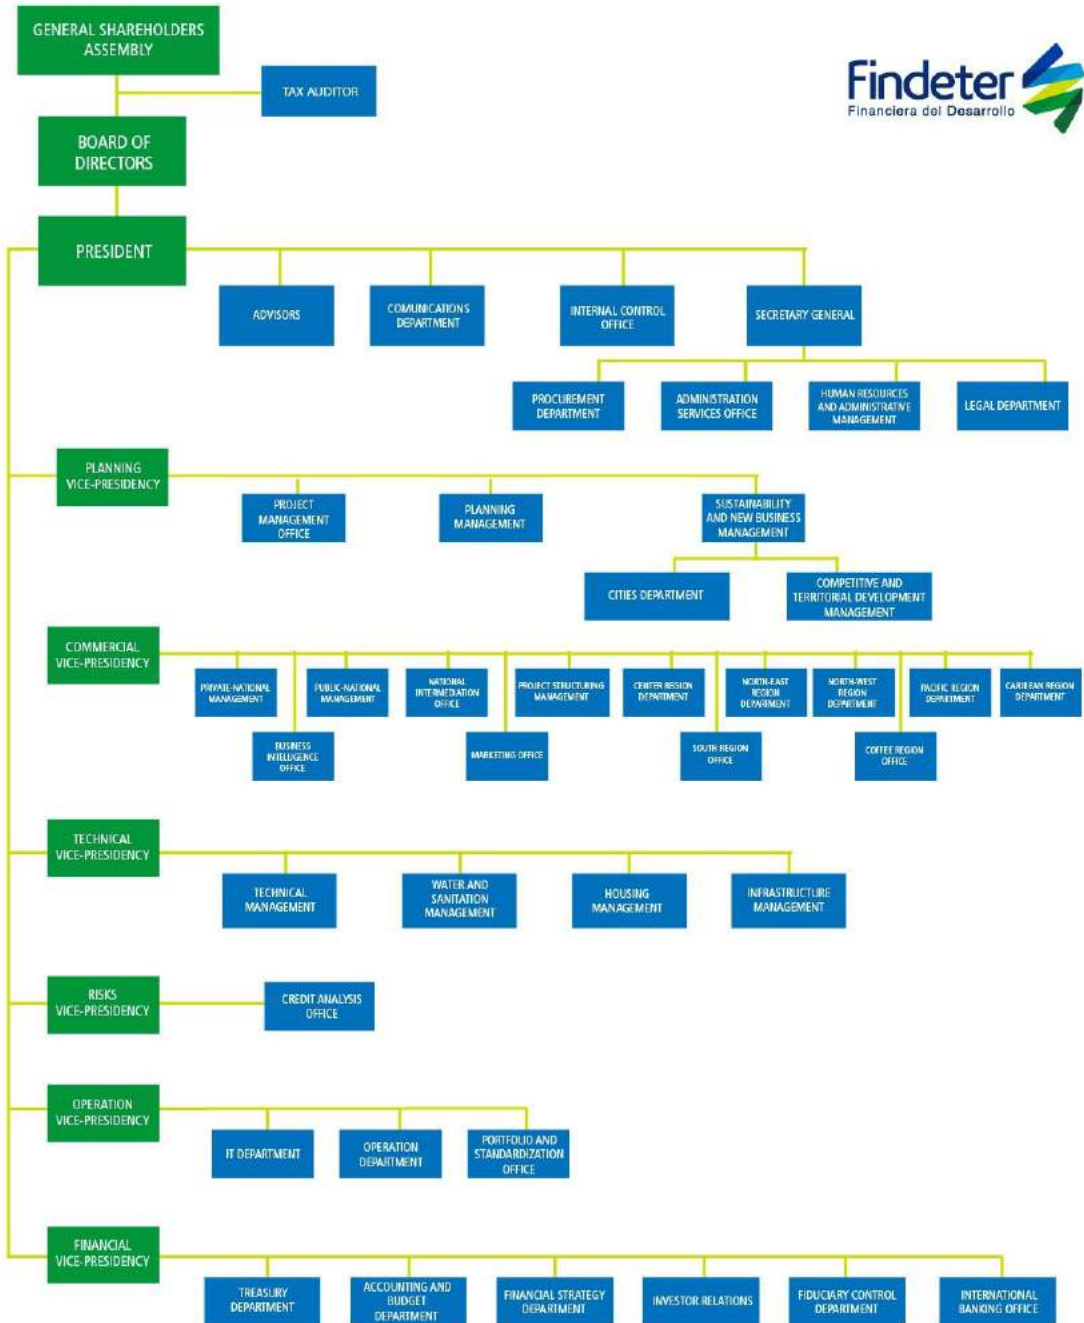 GENERAL SHAREHOLDERS
ASSEMBLY
Findeter
Financiera del Desarrollo
TAX AUDITOR
BOARD OF
DIRECTORS
PRESIDENT
ADVISORS
COMUNICATIONS
DEPARTMENT
INTERNAL CONTROL
OFFICE
SECRETARY GENERAL
PROCUREMENT
DEPARTMENT
ADMINISTRATION
SERVICES OFFICE
HUMAN RESOURCES
AND ADMINISTRATIVE
MANAGEMENT
LEGAL DEPARTMENT
PLANNING
VICE-PRESIDENCY
PROJECT
MANAGEMENT
OFFICE
PLANNING
MANAGEMENT
SUSTAINABILITY
AND NEW BUSINESS
MANAGEMENT
CITIES DEPARTMENT
COMPETITIVE AND
TERRITORIAL DEVELOPMENT
MANAGEMENT
COMMERCIAL
VICE-PRESIDENCY
PRIVATE-NATIONAL
MANAGEMENT
PUBLIC-NATIONAL
MANAGEMENT
NATIONAL
INTERMEDIATION
OFFICE
PROJECT STRUCTURING
MANAGEMENT
CENTER REGION
DEPARTMENT
NORTH-EAST
REGION
DEPARTMENT
NORTH-WEST
REGION
DEPARTMENT
PACIFIC REGION
DEPARTMENT
CARIBEAN REGION
DEPARTMENT
BUSINESS
INTELLIGENCE
OFFICE
MARKETING OFFICE
SOUTH REGION
OFFICE
COFFEE REGION
OFFICE
TECHNICAL
VICE-PRESIDENCY
TECHNICAL
MANAGEMENT
WATER AND
SANITATION
MANAGEMENT
HOUSING
MANAGEMENT
INFRASTRUCTURE
MANAGEMENT
RISKS
VICE-PRESIDENCY
CREDIT ANALYSIS
OFFICE
OPERATION
VICE-PRESIDENCY
IT DEPARTMENT
OPERATION
DEPARTMENT
PORTFOLIO AND
STANDARDIZATION
OFFICE
FINANCIAL
VICE-PRESIDENCY
TREASURY
DEPARTMENT
ACCOUNTING AND
BUDGET
DEPARTMENT
FINANCIAL STRATEGY
DEPARTMENT
INVESTOR RELATIONS
FIDUCIARY CONTROL
DEPARTMENT
INTERNATIONAL
BANKING OFFICE